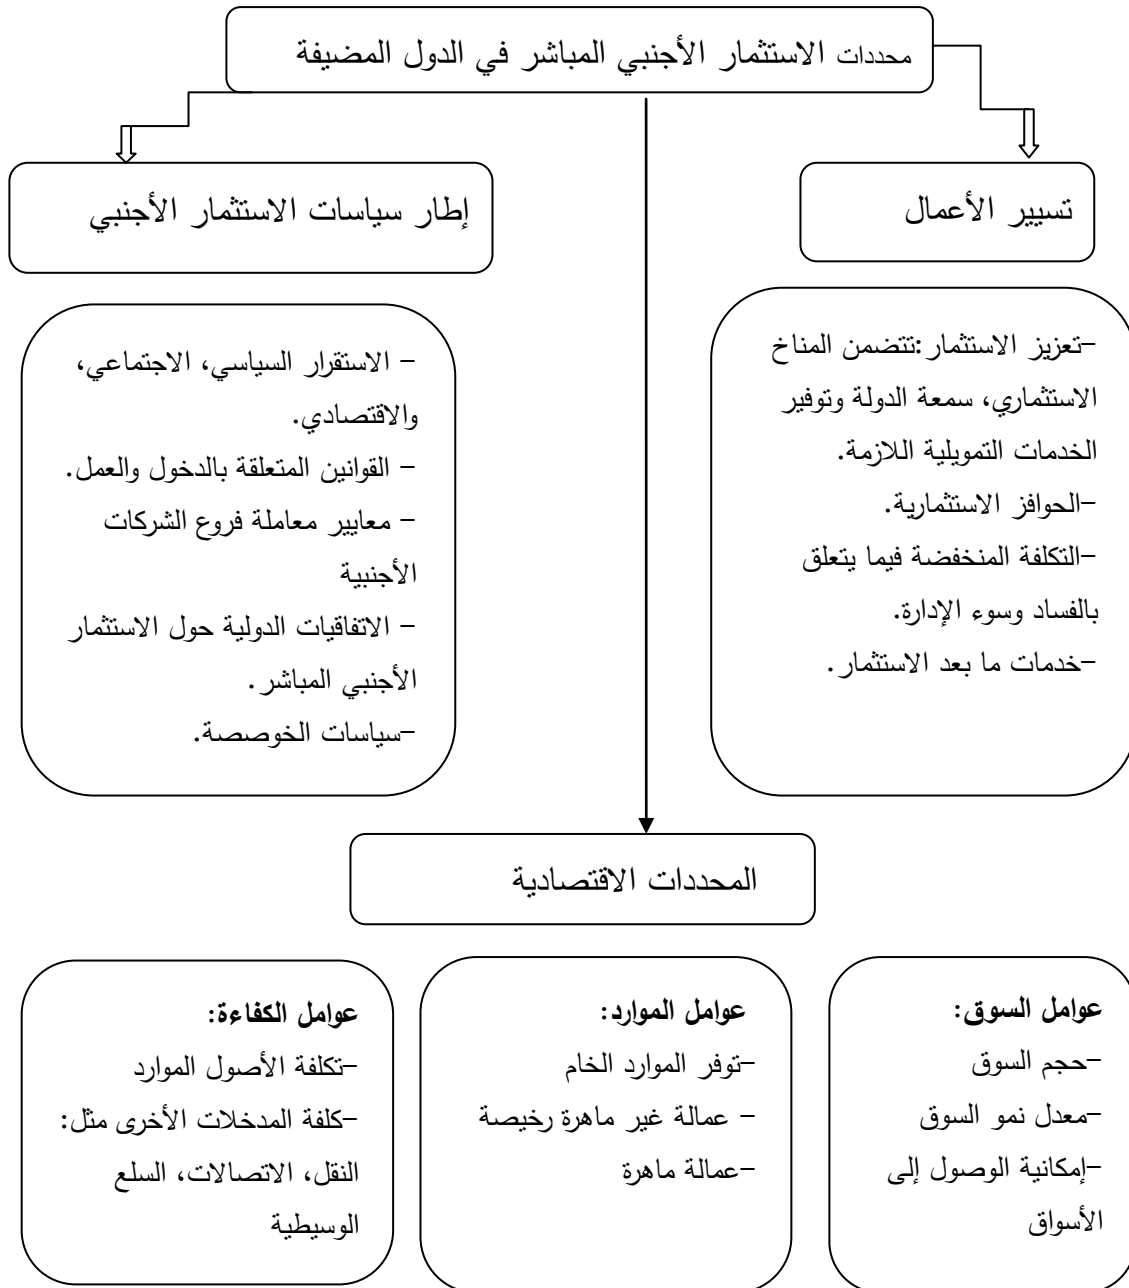 محددات الاستثمار الأجنبي المباشر في الدول المضيفة
تسيير الأعمال
إطار سياسات الاستثمار الأجنبي
-تعزيز الاستثمار:تتضمن المناخ
الاستثماري، سمعة الدولة وتوفير
الخدمات التمويلية اللازمة.
-الحوافز الاستثمارية.
-التكلفة المنخفضة فيما يتعلق
بالفساد وسوء الإدارة.
-خدمات ما بعد الاستثمار.
- الاستقرار السياسي، الاجتماعي،
والاقتصادي.
- القوانين المتعلقة بالدخول والعمل.
- معايير معاملة فروع الشركات
الأجنبية
- الاتفاقيات الدولية حول الاستثمار
الأجنبي المباشر.
-سياسات الخوصصة.
المحددات الاقتصادية
عوامل السوق:
-حجم السوق
-معدل نمو السوق
-إمكانية الوصول إلى
الأسواق
عوامل الموارد:
-توفر الموارد الخام
- عمالة غير ماهرة رخيصة
-عمالة ماهرة
عوامل الكفاءة:
-تكلفة الأصول الموارد
-كلفة المدخلات الأخرى مثل:
النقل، الاتصالات، السلع
الوسيطية